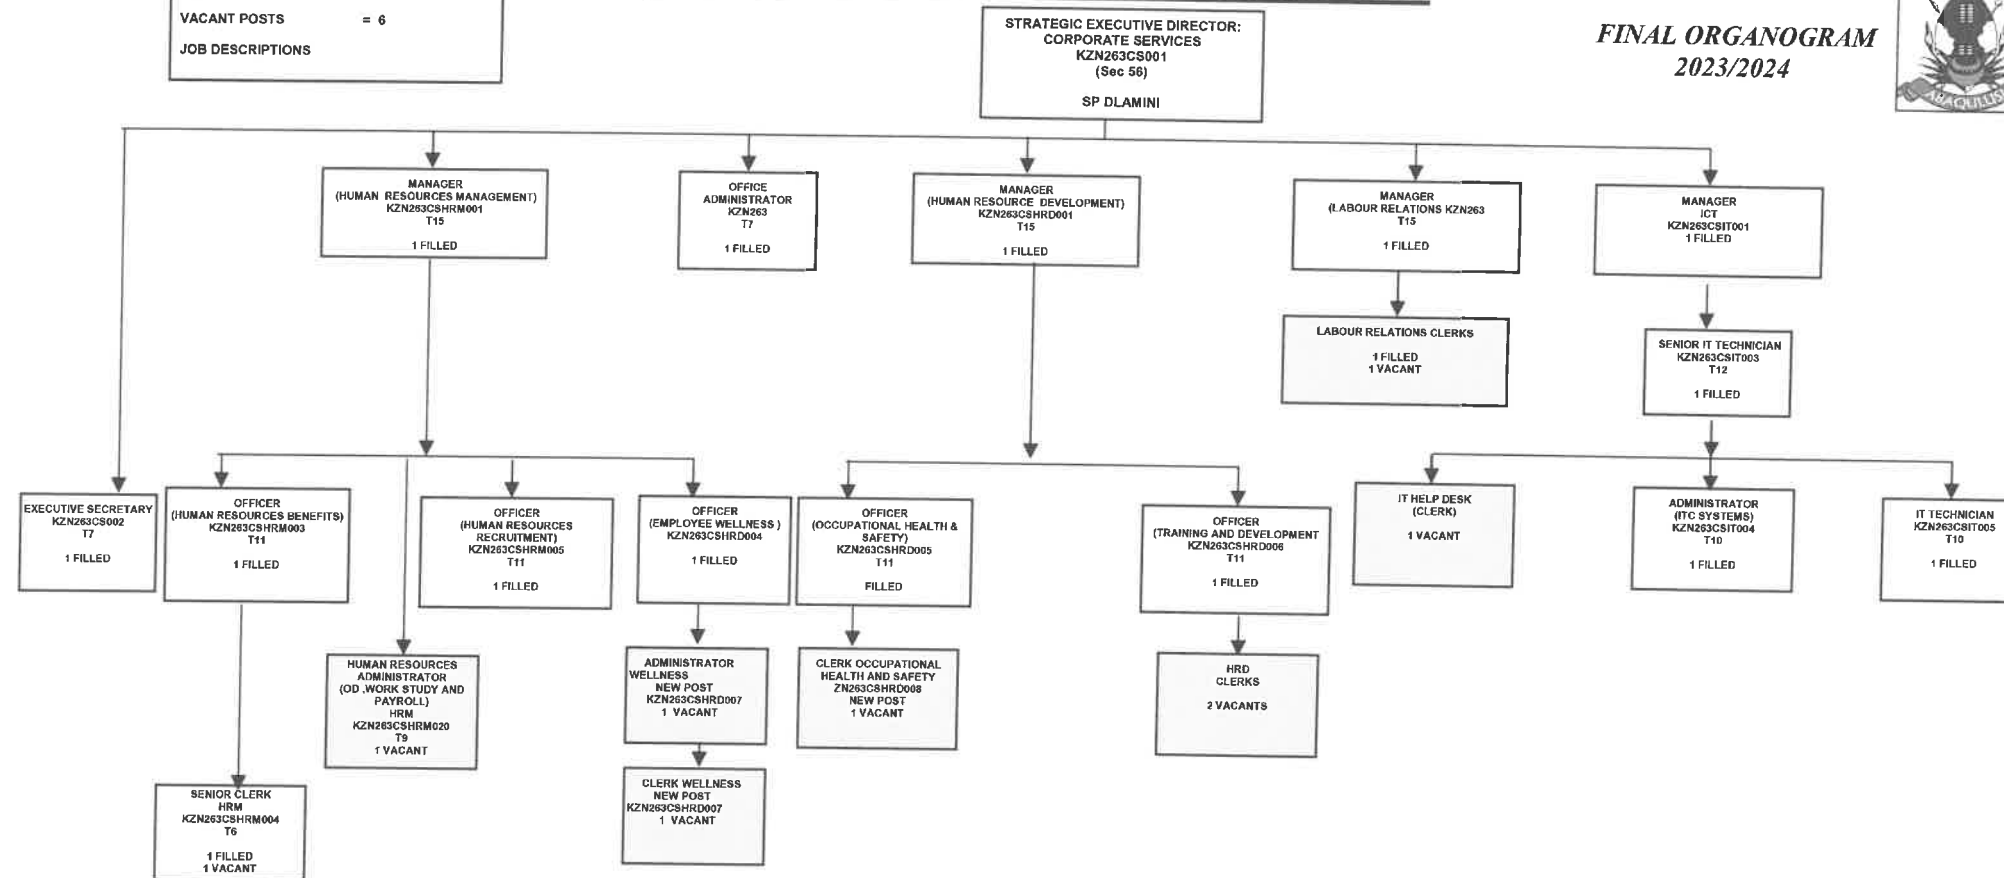 VACANT POSTS = 6
JOB DESCRIPTIONS
STRATEGIC EXECUTIVE DIRECTOR:
CORPORATE SERVICES
KZN263CS001
(Sec 56)
SP DLAMINI
FINAL ORGANOGRAM
2023/2024
ABAQULUSI
MANAGER
(HUMAN RESOURCES MANAGEMENT)
KZN263CSHRM001
T15
1 FILLED
OFFICE
ADMINISTRATOR
KZN263
T7
1 FILLED
MANAGER
(HUMAN RESOURCE DEVELOPMENT)
KZN263CSHRD001
T15
1 FILLED
MANAGER
(LABOUR RELATIONS KZN263
T15
1 FILLED
MANAGER
ICT
KZN263CSIT001
1 FILLED
LABOUR RELATIONS CLERKS
1 FILLED
1 VACANT
SENIOR IT TECHNICIAN
KZN263CSIT003
T12
1 FILLED
EXECUTIVE SECRETARY
KZN263CS002
T7
1 FILLED
OFFICER
(HUMAN RESOURCES BENEFITS)
KZN263CSHRM003
T11
1 FILLED
OFFICER
(HUMAN RESOURCES
RECRUITMENT)
KZN263CSHRM005
T11
1 FILLED
OFFICER
(EMPLOYEE WELLNESS )
KZN263CSHRD004
1 FILLED
OFFICER
(OCCUPATIONAL HEALTH &
SAFETY)
KZN263CSHRD005
T11
FILLED
OFFICER
(TRAINING AND DEVELOPMENT
KZN263CSHRD006
T11
1 FILLED
IT HELP DESK
(CLERK)
1 VACANT
ADMINISTRATOR
(ITC SYSTEMS)
KZN263CSIT004
T10
1 FILLED
IT TECHNICIAN
KZN263CSIT005
T10
1 FILLED
HUMAN RESOURCES
ADMINISTRATOR
(OD ,WORK STUDY AND
PAYROLL)
HRM
KZN263CSHRM020
T9
1 VACANT
ADMINISTRATOR
WELLNESS
NEW POST
KZN263CSHRD007
1 VACANT
CLERK OCCUPATIONAL
HEALTH AND SAFETY
ZN263CSHRD008
NEW POST
1 VACANT
HRD
CLERKS
2 VACANTS
SENIOR CLERK
HRM
KZN263CSHRM004
T6
1 FILLED
1 VACANT
CLERK WELLNESS
NEW POST
KZN263CSHRD007
1 VACANT